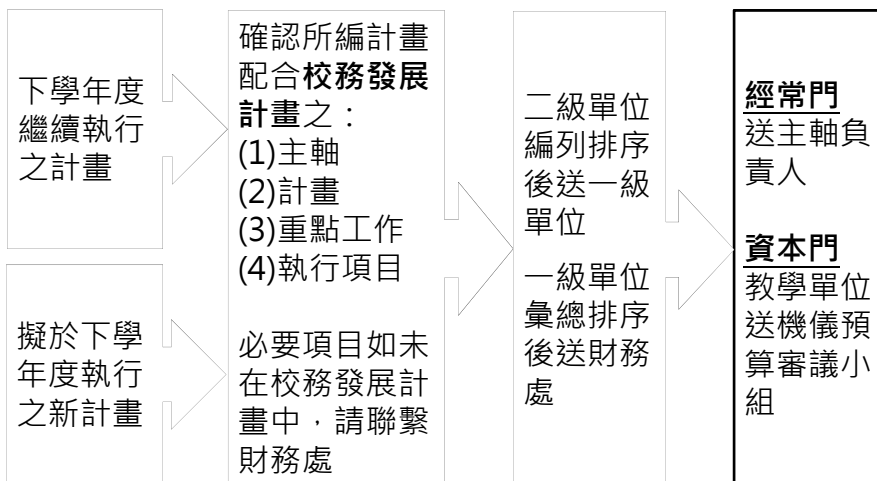 下學年度
繼續執行
之計畫
擬於下學
年度執行
之新計畫
確認所編計畫
配合校務發展
計畫之：
(1)主軸
(2)計畫
(3)重點工作
(4)執行項目
必要項目如未
在校務發展計
畫中，請聯繫
財務處
二級單位
編列排序
後送一級
單位
一級單位
彙總排序
後送財務
處
經常門
送主軸負
責人
資本門
教學單位
送機儀預
算審議小
組